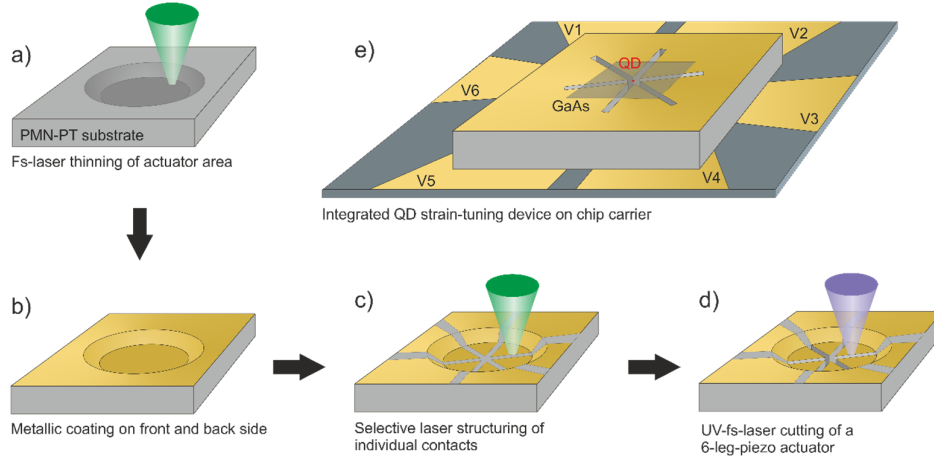 a)
PMN-PT substrate
Fs-laser thinning of actuator area
e)
V1
V2
QD
V6
GaAs
V3
V5
V4
Integrated QD strain-tuning device on chip carrier
b)
Metallic coating on front and back side
c)
Selective laser structuring of
individual contacts
d)
UV-fs-laser cutting of a
6-leg-piezo actuator